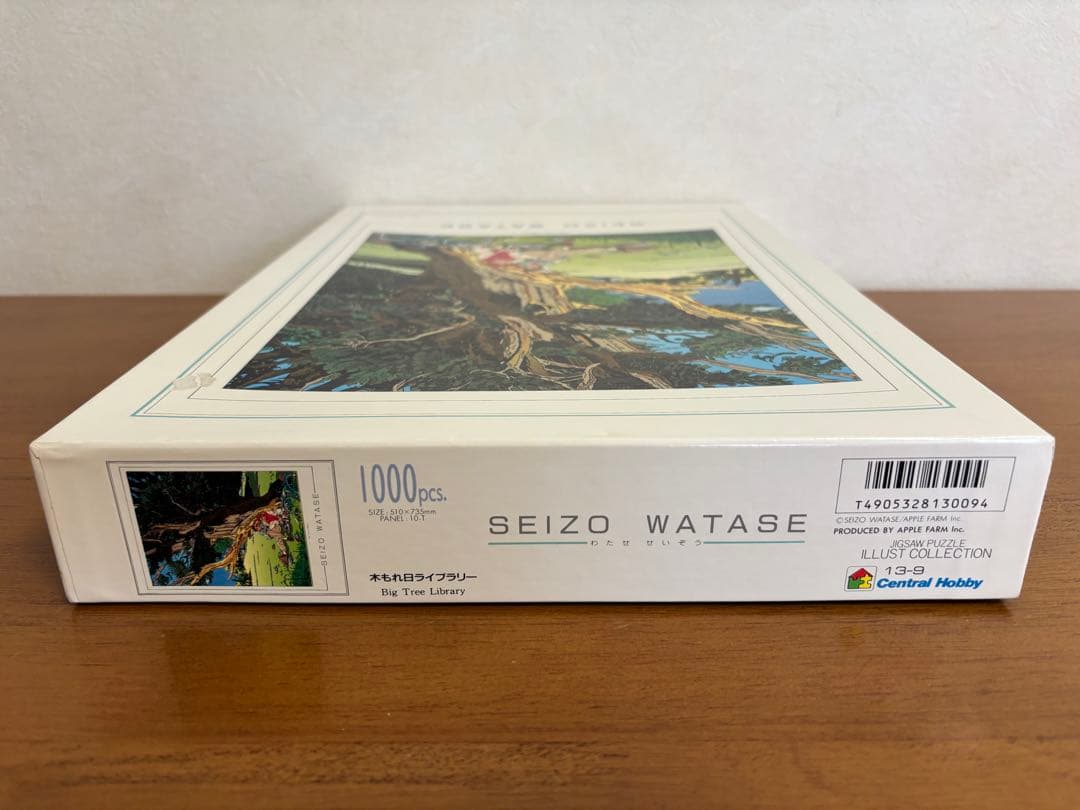 SEIZO WATASE
SEIZO WATASE
1000pcs.
SIZE : 510×735mm
PANEL : 10-T
木もれ日ライブラリー
Big Tree Library
SEIZO WATASE
わたせ せいぞう
T4905328130094
©SEIZO WATASE/APPLE FARM Inc.
PRODUCED BY APPLE FARM Inc.
JIGSAW PUZZLE
ILLUST COLLECTION
13-9
Central Hobby